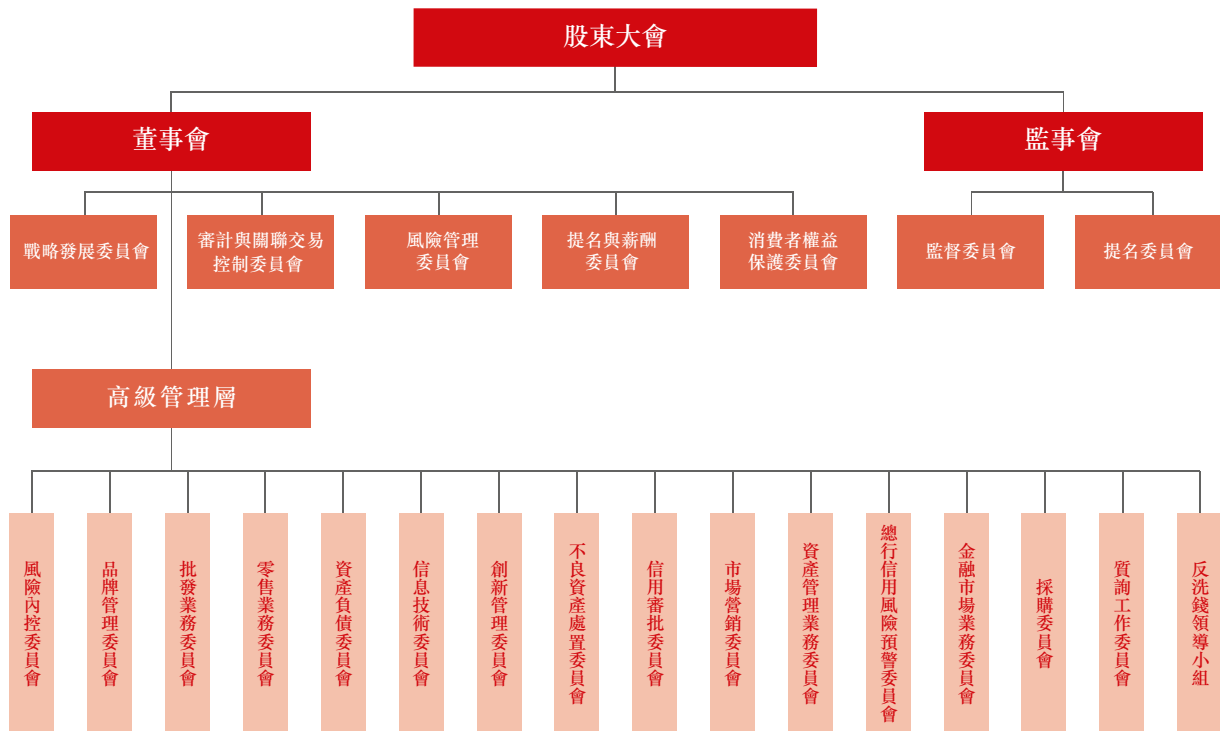 股東大會
董事會
監事會
戰略發展委員會
審計與關聯交易
控制委員會
風險管理
委員會
提名與薪酬
委員會
消費者權益
保護委員會
監督委員會
提名委員會
高級管理層
風險內控委員會
品牌管理委員會
批發業務委員會
零售業務委員會
資產負債委員會
信息技術委員會
創新管理委員會
不良資產處置委員會
信用審批委員會
市場營銷委員會
資產管理業務委員會
總行信用風險預警委員會
金融市場業務委員會
採購委員會
質詢工作委員會
反洗錢領導小組